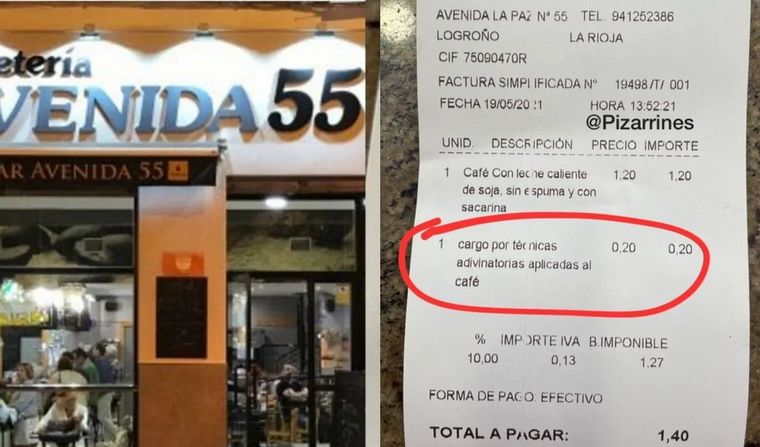 etería
VENIDA 55
AR AVENIDA 55
AVENIDA LA PAZ Nª 55 TEL. 941252386
LOGROÑO LA RIOJA
CIF 75090470R
FACTURA SIMPLIFICADA Nº 19498/T/ 001
FECHA 19/05/2021 HORA 13:52:21
@Pizarrines
UNID. DESCRIPCIÓN PRECIO IMPORTE
1 Café Con leche caliente 1,20 1,20
de soja, sin espuma y con
sacarina
1 cargo por técnicas 0,20 0,20
adivinatorias aplicadas al
café
% IMPORTE IVA B.IMPONIBLE
10,00 0,13 1,27
FORMA DE PAGO: EFECTIVO
TOTAL A PAGAR: 1,40